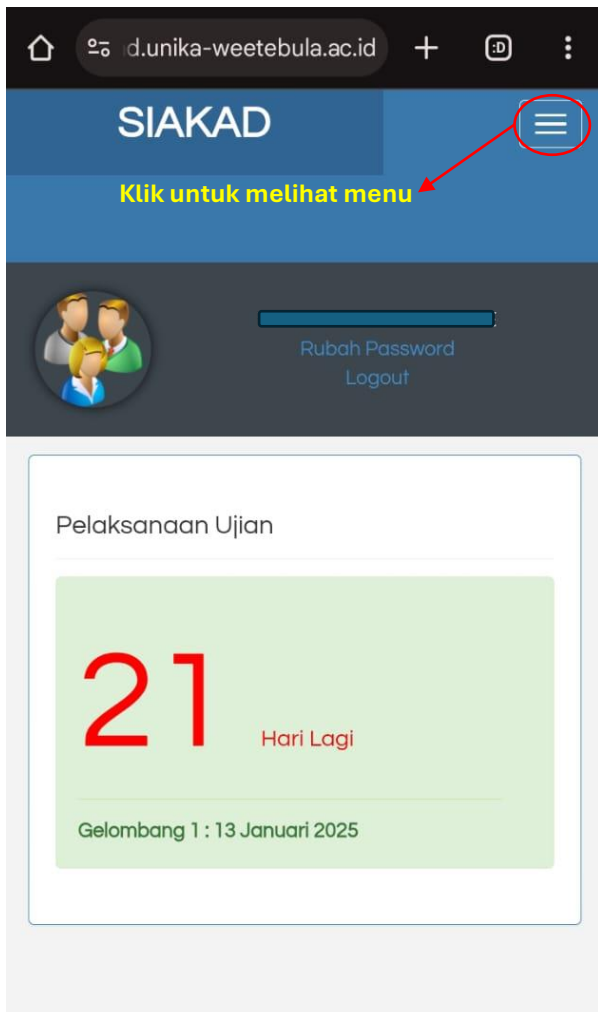 d.unika-weetebula.ac.id
:D
SIAKAD
Klik untuk melihat menu
Rubah Password
Logout
Pelaksanaan Ujian
21 Hari Lagi
Gelombang 1 : 13 Januari 2025